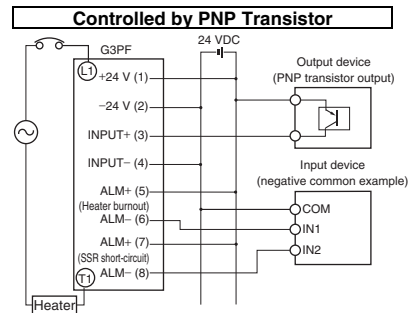 Controlled by PNP Transistor
24 VDC
G3PF
L1
+24 V (1)
−24 V (2)
INPUT+ (3)
INPUT− (4)
ALM+ (5)
(Heater burnout)
ALM− (6)
ALM+ (7)
(SSR short-circuit)
ALM− (8)
T1
Heater
Output device
(PNP transistor output)
Input device
(negative common example)
COM
IN1
IN2